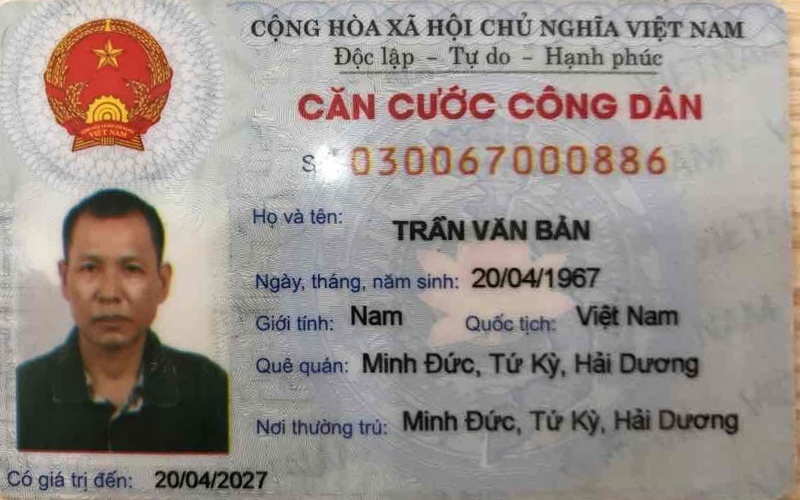 CỘNG HÒA XÃ HỘI CHỦ NGHĨA VIỆT NAM
Độc lập – Tự do – Hạnh phúc
CĂN CƯỚC CÔNG DÂN
030067000886
Họ và tên: TRẦN VĂN BẢN
Ngày, tháng, năm sinh: 20/04/1967
Giới tính: Nam Quốc tịch: Việt Nam
Quê quán: Minh Đức, Tứ Kỳ, Hải Dương
Nơi thường trú: Minh Đức, Tứ Kỳ, Hải Dương
Có giá trị đến: 20/04/2027